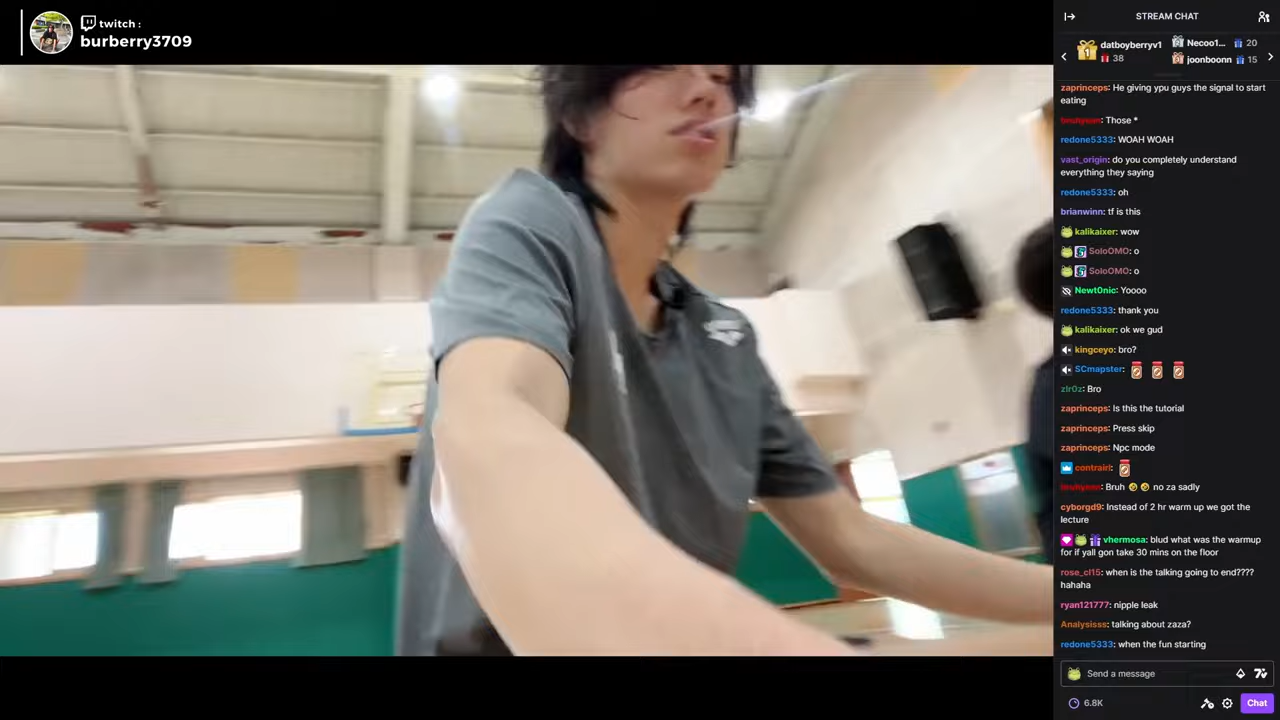 twitch :
burberry3709
STREAM CHAT
datboyberryv1
38
Necoo1... 20
joonboonn 15
zaprinceps: He giving ypu guys the signal to start
eating
Those *
redone5333: WOAH WOAH
vast_origin: do you completely understand
everything they saying
redone5333: oh
brianwinn: tf is this
kalikaixer: wow
SoloOMO: o
SoloOMO: o
Newt0nic: Yoooo
redone5333: thank you
kalikaixer: ok we gud
kingceyo: bro?
SCmapster:
zlr0z: Bro
zaprinceps: Is this the tutorial
zaprinceps: Press skip
zaprinceps: Npc mode
contrairi:
Bruh 🤣 🤣 no za sadly
cyborgd9: Instead of 2 hr warm up we got the
lecture
vhermosa: blud what was the warmup
for if yall gon take 30 mins on the floor
rose_cl15: when is the talking going to end????
hahaha
ryan121777: nipple leak
Analysisss: talking about zaza?
redone5333: when the fun starting
Send a message
6.8K
Chat